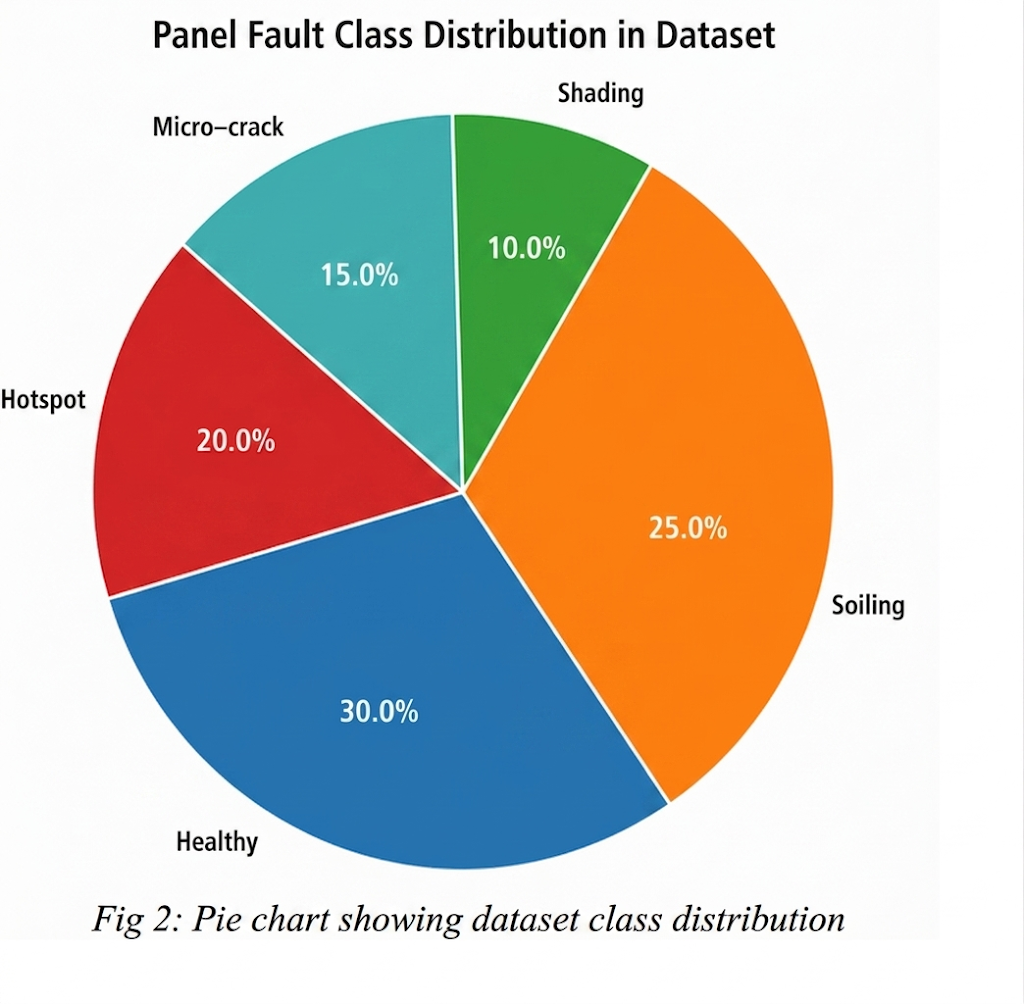 Panel Fault Class Distribution in Dataset
Shading
Micro–crack
10.0%
15.0%
Hotspot
20.0%
25.0%
Soiling
30.0%
Healthy
Fig 2: Pie chart showing dataset class distribution